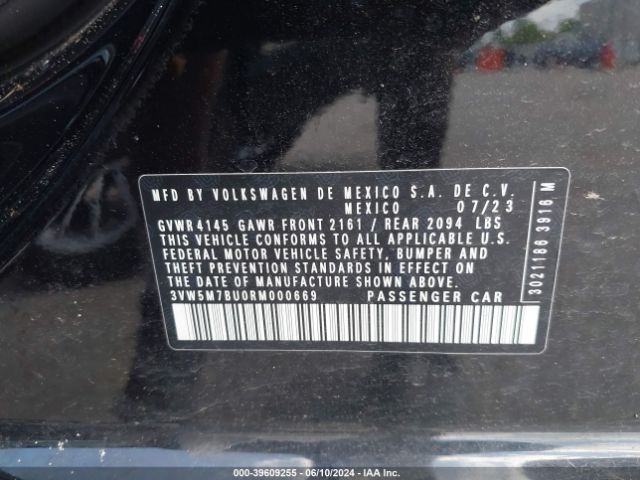 MFD BY VOLKSWAGEN DE MEXICO S.A. DE C.V.
MEXICO 07/23
GVWR 4145 GAWR FRONT 2161 / REAR 2094 LBS
THIS VEHICLE CONFORMS TO ALL APPLICABLE U.S.
FEDERAL MOTOR VEHICLE SAFETY, BUMPER AND
THEFT PREVENTION STANDARDS IN EFFECT ON
THE DATE OF MANUFACTURE SHOWN ABOVE.
3VW5M7BU0RM000669 PASSENGER CAR
3021186 3916 M
000-39609255 - 06/10/2024 - IAA Inc.